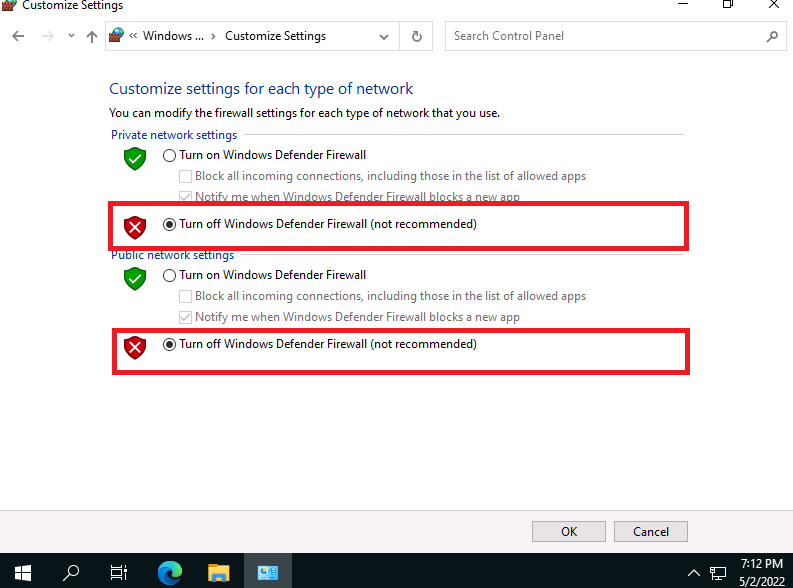 Customize Settings
« Windows ... › Customize Settings
Search Control Panel
Customize settings for each type of network
You can modify the firewall settings for each type of network that you use.
Private network settings
Turn on Windows Defender Firewall
Block all incoming connections, including those in the list of allowed apps
Notify me when Windows Defender Firewall blocks a new app
Turn off Windows Defender Firewall (not recommended)
Public network settings
Turn on Windows Defender Firewall
Block all incoming connections, including those in the list of allowed apps
Notify me when Windows Defender Firewall blocks a new app
Turn off Windows Defender Firewall (not recommended)
OK
Cancel
7:12 PM
5/2/2022